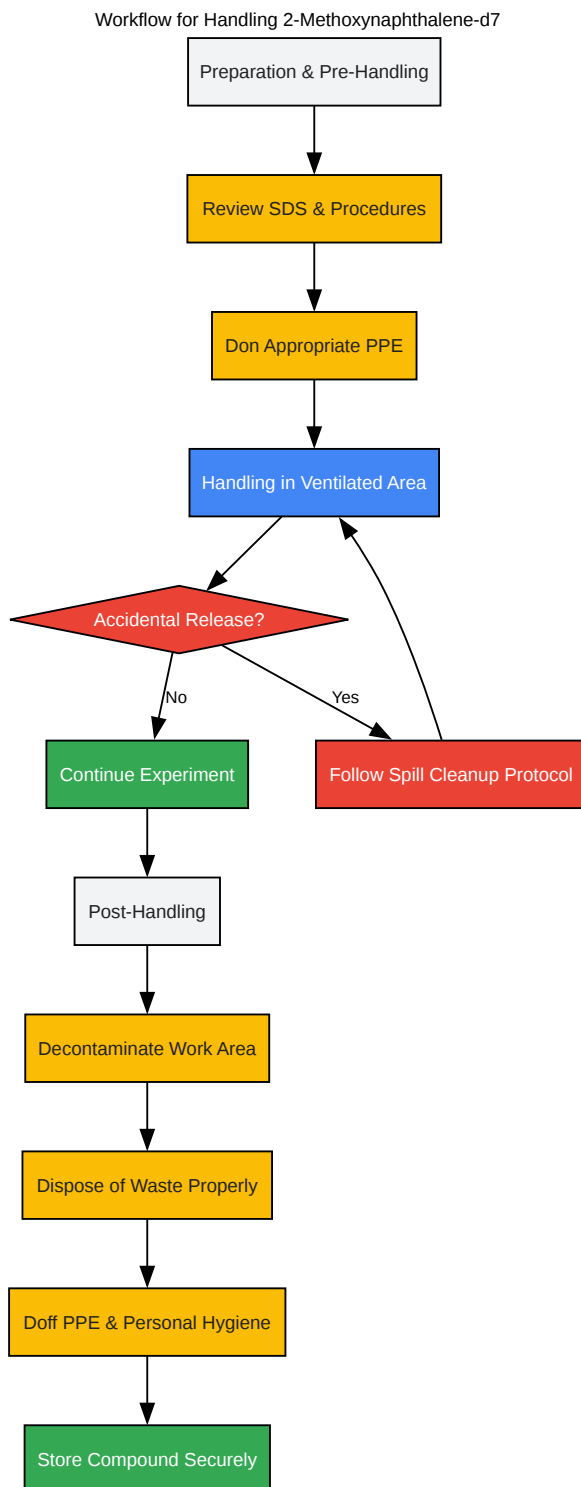 Workflow for Handling 2-Methoxynaphthalene-d7
Preparation & Pre-Handling
Review SDS & Procedures
Don Appropriate PPE
Handling in Ventilated Area
Accidental Release?
No
Yes
Continue Experiment
Follow Spill Cleanup Protocol
Post-Handling
Decontaminate Work Area
Dispose of Waste Properly
Doff PPE & Personal Hygiene
Store Compound Securely